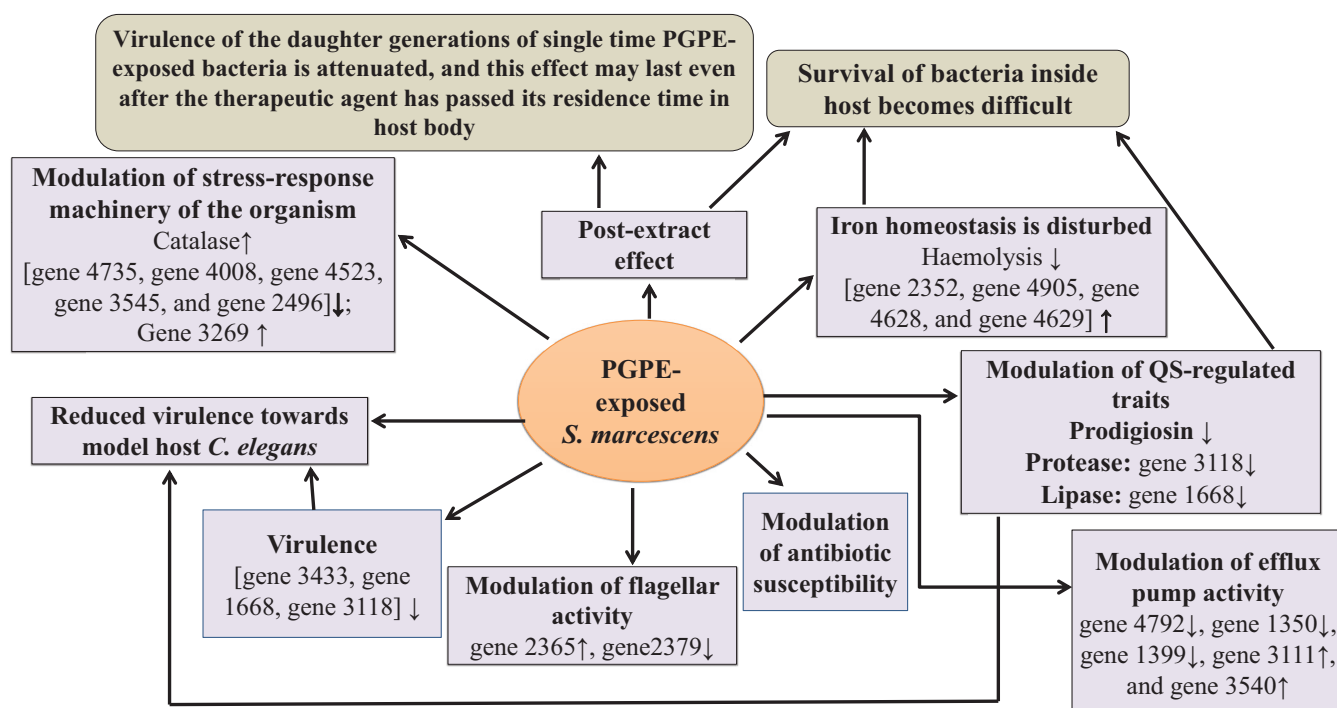 Virulence of the daughter generations of single time PGPE-
exposed bacteria is attenuated, and this effect may last even
after the therapeutic agent has passed its residence time in
host body
Survival of bacteria inside
host becomes difficult
Modulation of stress-response
machinery of the organism
Catalase↑
[gene 4735, gene 4008, gene 4523,
gene 3545, and gene 2496]↓;
Gene 3269 ↑
Post-extract
effect
Iron homeostasis is disturbed
Haemolysis ↓
[gene 2352, gene 4905, gene
4628, and gene 4629] ↑
PGPE-
exposed
S. marcescens
Modulation of QS-regulated
traits
Prodigiosin ↓
Protease: gene 3118↓
Lipase: gene 1668↓
Reduced virulence towards
model host C. elegans
Virulence
[gene 3433, gene
1668, gene 3118] ↓
Modulation of flagellar
activity
gene 2365↑, gene2379↓
Modulation
of antibiotic
susceptibility
Modulation of efflux
pump activity
gene 4792↓, gene 1350↓,
gene 1399↓, gene 3111↑,
and gene 3540↑